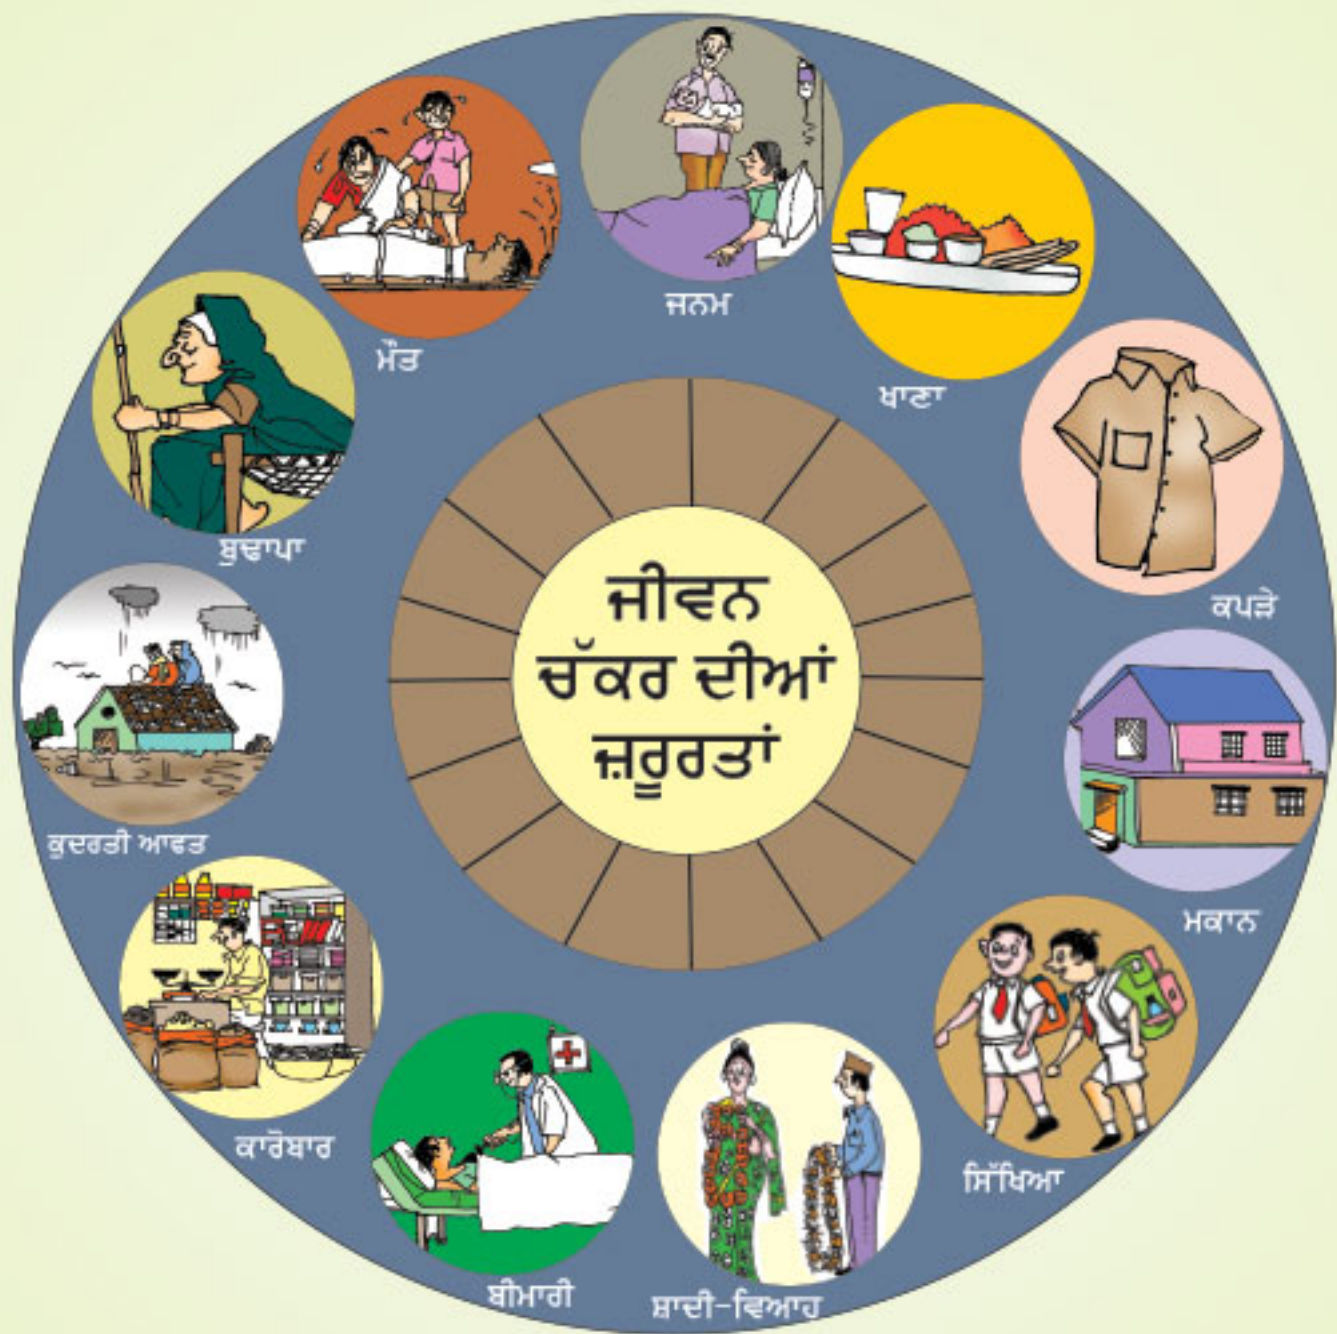 ਜੀਵਨ
ਚੱਕਰ ਦੀਆਂ
ਜ਼ਰੂਰਤਾਂ
ਜਨਮ
ਖਾਣਾ
ਕਪੜੇ
ਮਕਾਨ
ਸਿੱਖਿਆ
ਸ਼ਾਦੀ-ਵਿਆਹ
ਬੀਮਾਰੀ
ਕਾਰੋਬਾਰ
ਕੁਦਰਤੀ ਆਫਤ
ਬੁਢਾਪਾ
ਮੌਤ